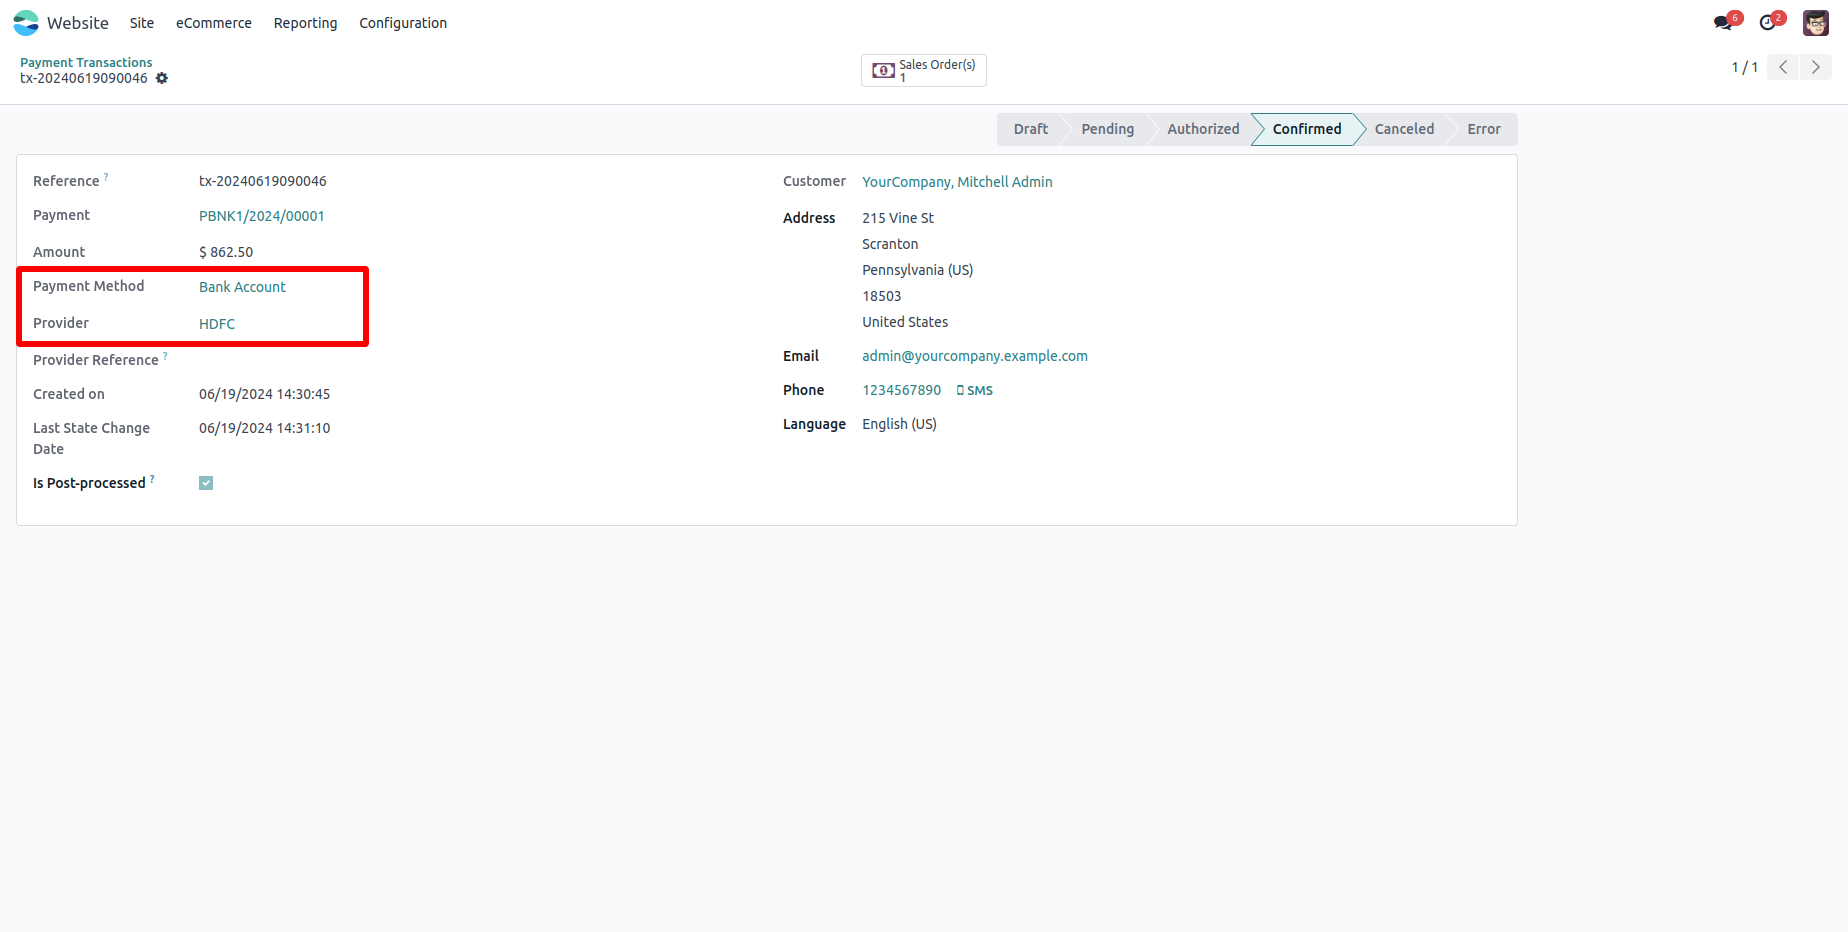 Website Site eCommerce Reporting Configuration 6 2
Payment Transactions
tx-20240619090046
Sales Order(s)
1
1 / 1
Draft Pending Authorized Confirmed Canceled Error
Reference ? tx-20240619090046
Payment PBNK1/2024/00001
Amount $ 862.50
Payment Method Bank Account
Provider HDFC
Provider Reference ?
Created on 06/19/2024 14:30:45
Last State Change
Date
06/19/2024 14:31:10
Is Post-processed ?
Customer YourCompany, Mitchell Admin
Address 215 Vine St
Scranton
Pennsylvania (US)
18503
United States
Email admin@yourcompany.example.com
Phone 1234567890 SMS
Language English (US)